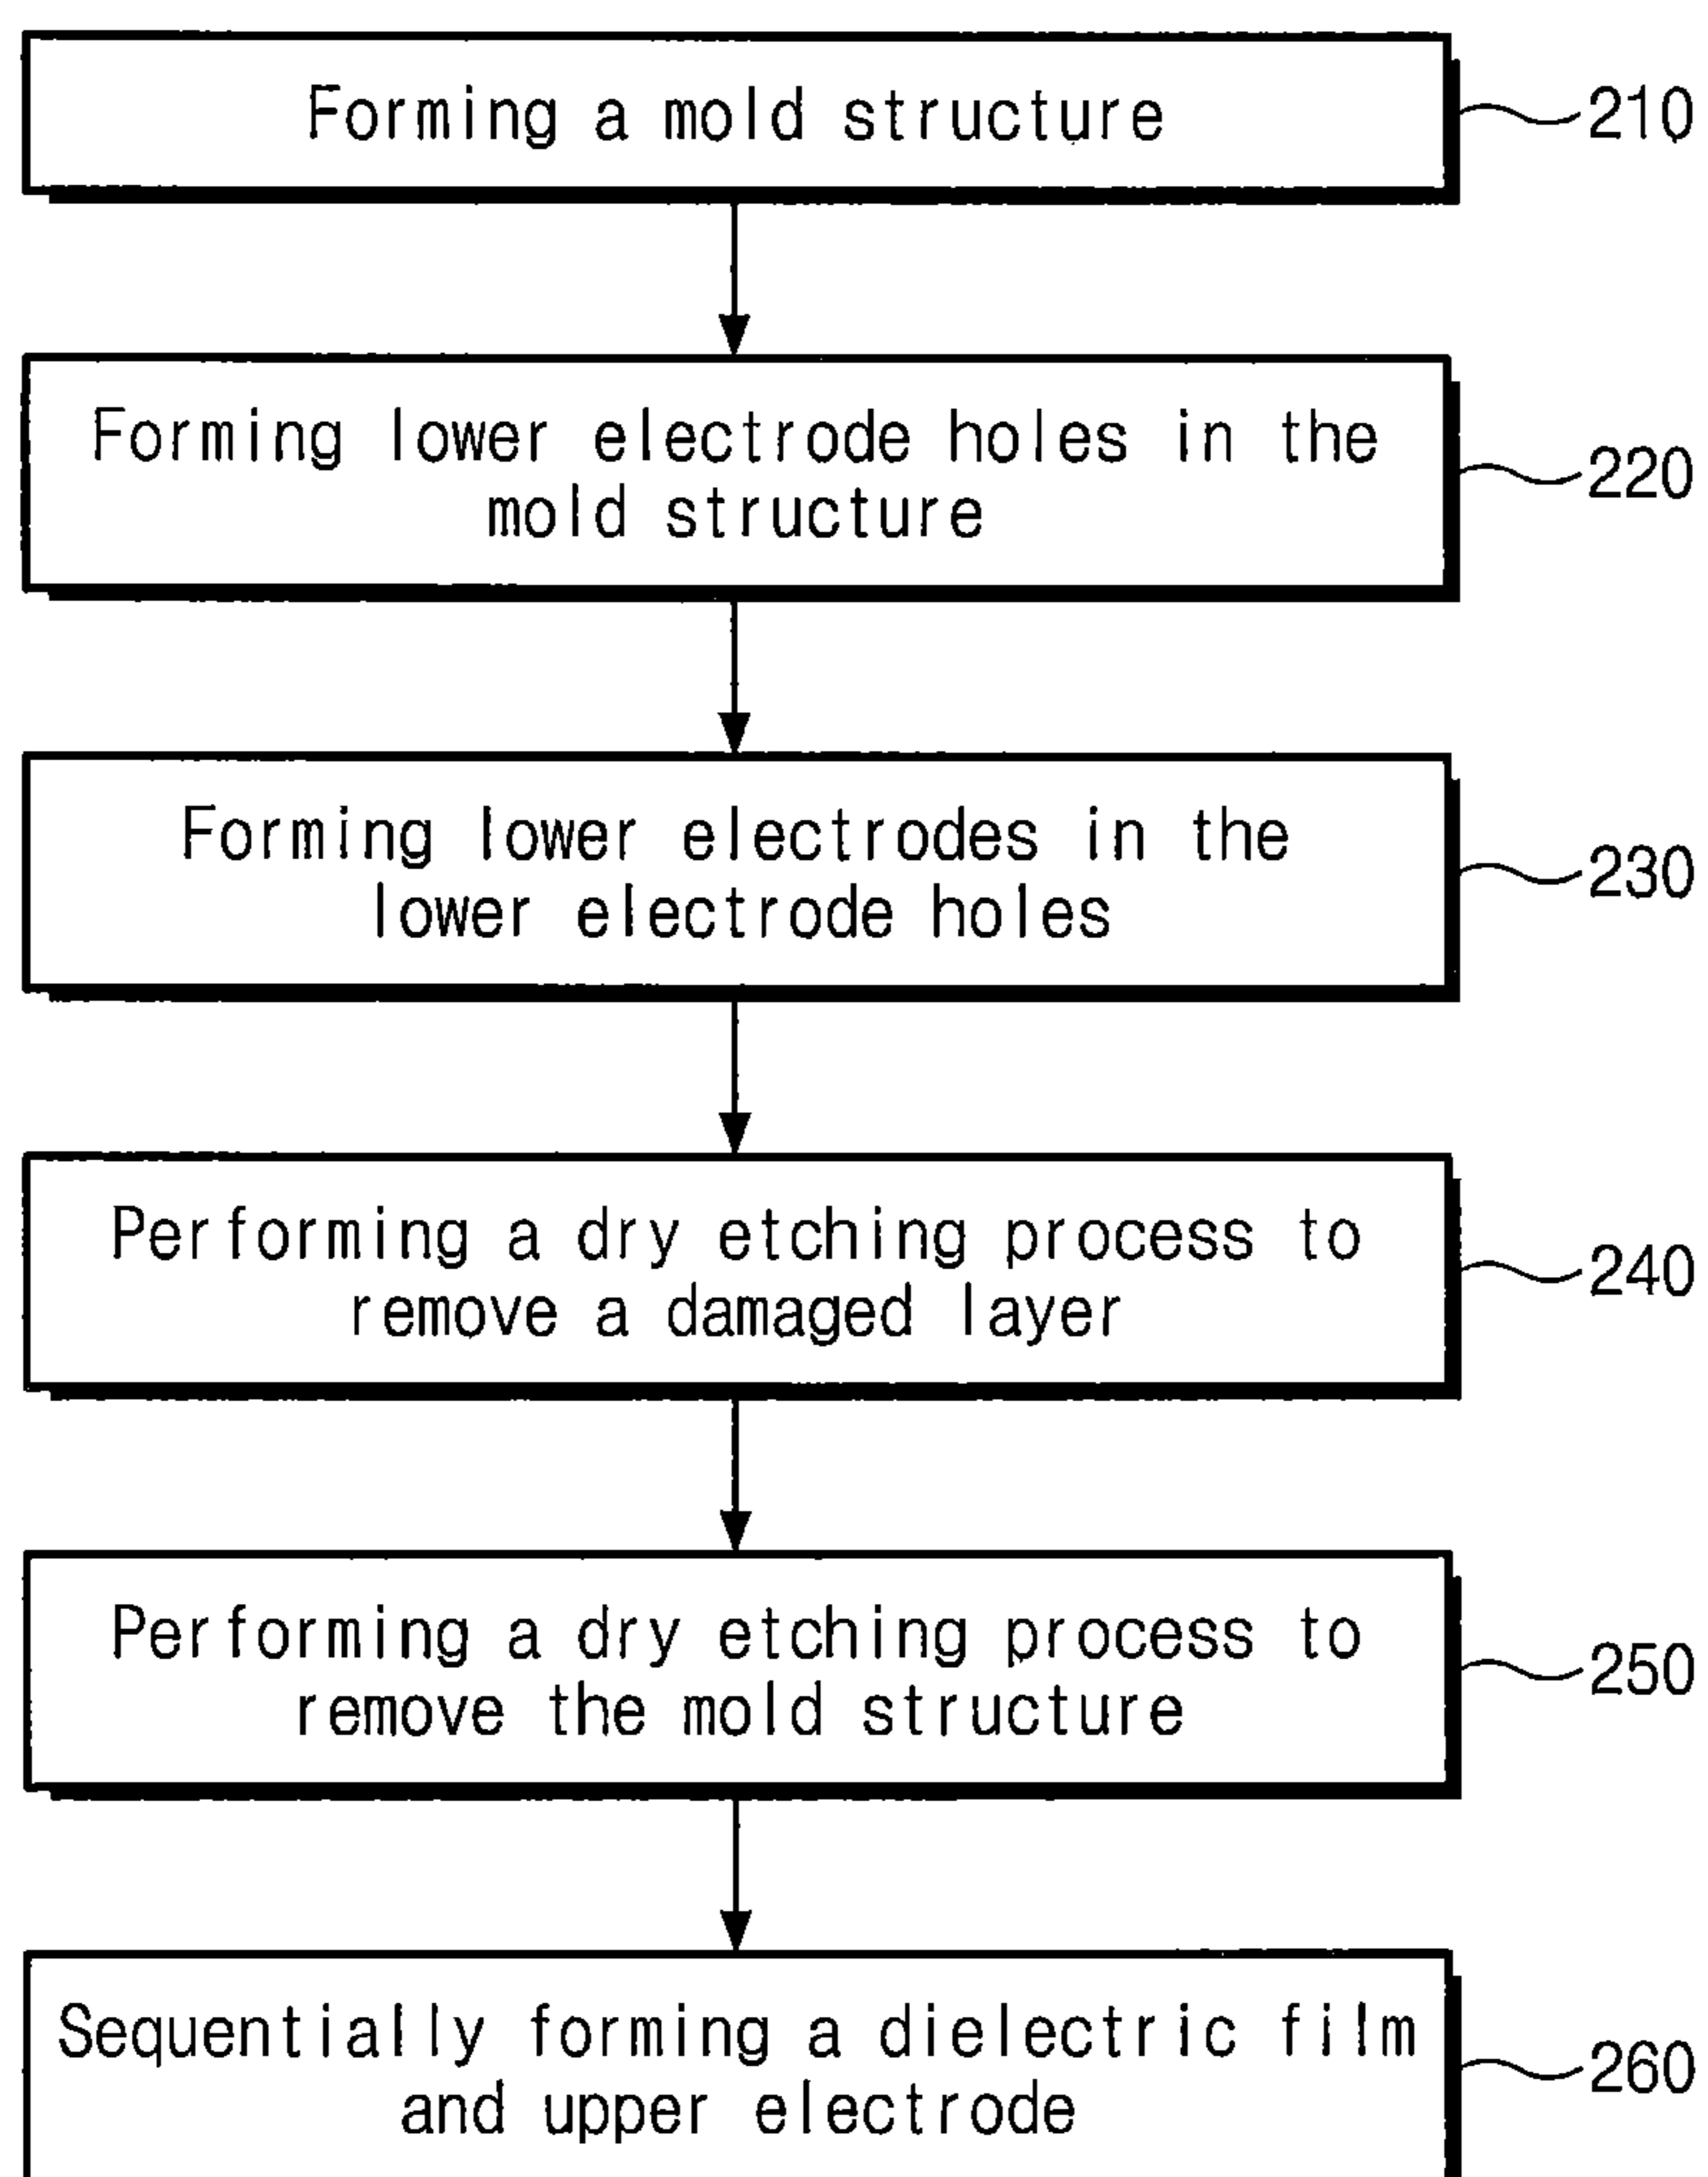 Forming a mold structure
210
Forming lower electrode holes in the
mold structure
220
Forming lower electrodes in the
lower electrode holes
230
Performing a dry etching process to
remove a damaged layer
240
Performing a dry etching process to
remove the mold structure
250
Sequentially forming a dielectric film
and upper electrode
260